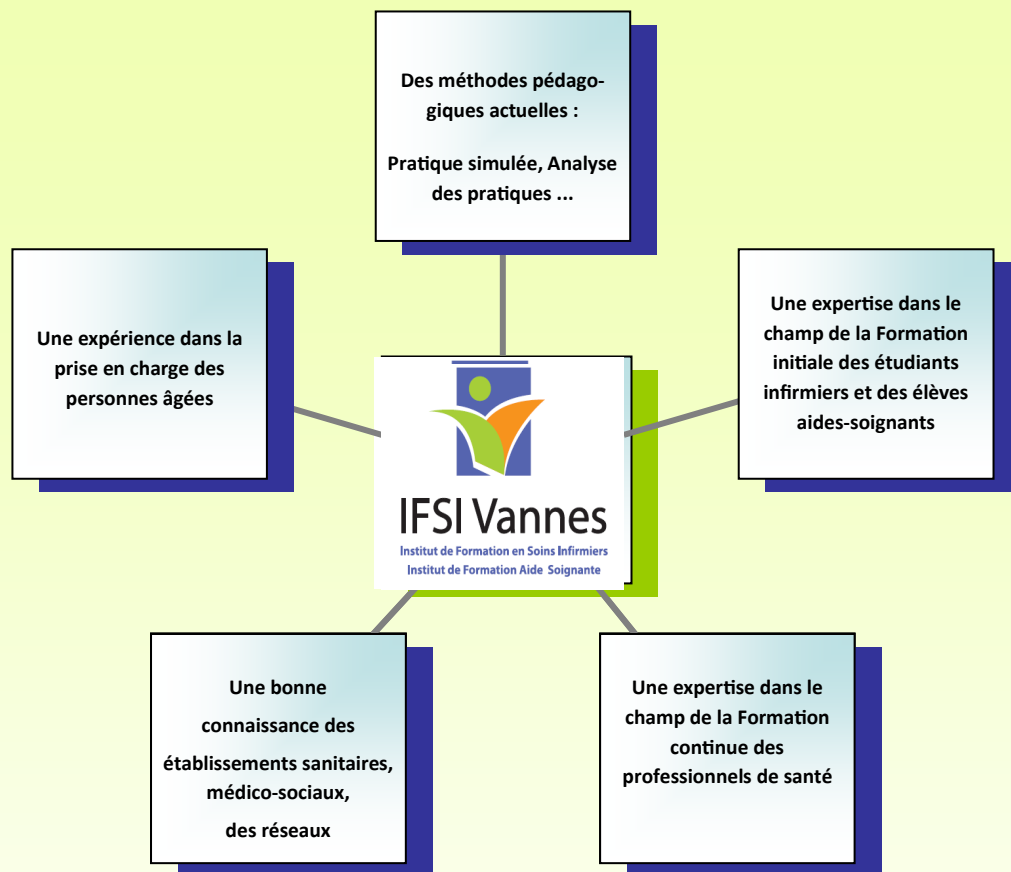 Des méthodes pédago-
giques actuelles :
Pratique simulée, Analyse
des pratiques ...
Une expérience dans la
prise en charge des
personnes âgées
Une expertise dans le
champ de la Formation
initiale des étudiants
infirmiers et des élèves
aides-soignants
IFSI Vannes
Institut de Formation en Soins Infirmiers
Institut de Formation Aide Soignante
Une bonne
connaissance des
établissements sanitaires,
médico-sociaux,
des réseaux
Une expertise dans le
champ de la Formation
continue des
professionnels de santé